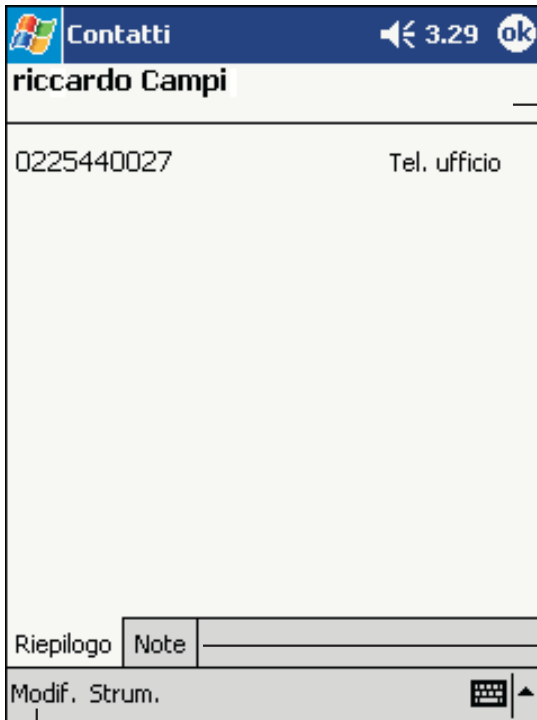 Contatti 3.29 ok
riccardo Campi
0225440027 Tel. ufficio
Riepilogo Note
Modif. Strum.